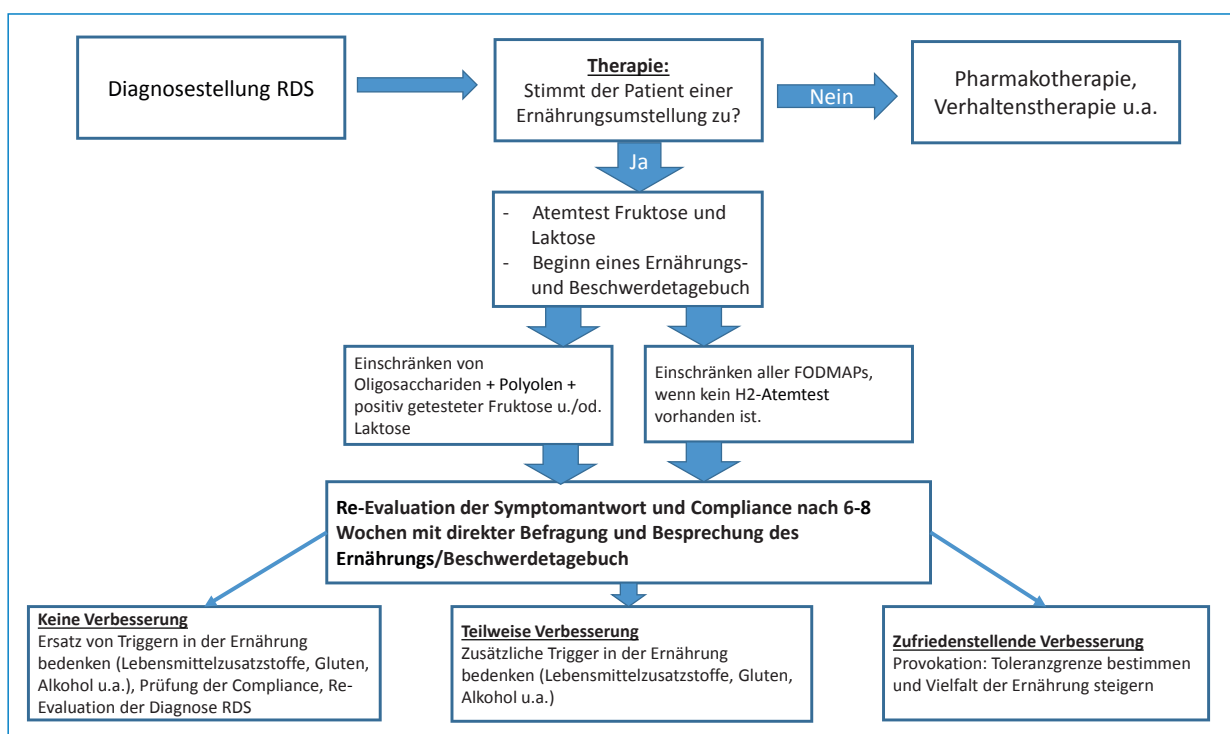 Diagnosestellung RDS
Therapie:
Stimmt der Patient einer
Ernährungsumstellung zu?
Nein
Pharmakotherapie,
Verhaltenstherapie u.a.
Ja
- Atemtest Fruktose und
Laktose
- Beginn eines Ernährungs-
und Beschwerdetagebuch
Einschränken von
Oligosacchariden + Polyolen +
positiv getesteter Fruktose u./od.
Laktose
Einschränken aller FODMAPs,
wenn kein H2-Atemtest
vorhanden ist.
Re-Evaluation der Symptomantwort und Compliance nach 6-8
Wochen mit direkter Befragung und Besprechung des
Ernährungs/Beschwerdetagebuch
Keine Verbesserung
Ersatz von Triggern in der Ernährung
bedenken (Lebensmittelzusatzstoffe, Gluten,
Alkohol u.a.), Prüfung der Compliance, Re-
Evaluation der Diagnose RDS
Teilweise Verbesserung
Zusätzliche Trigger in der Ernährung
bedenken (Lebensmittelzusatzstoffe, Gluten,
Alkohol u.a.)
Zufriedenstellende Verbesserung
Provokation: Toleranzgrenze bestimmen
und Vielfalt der Ernährung steigern